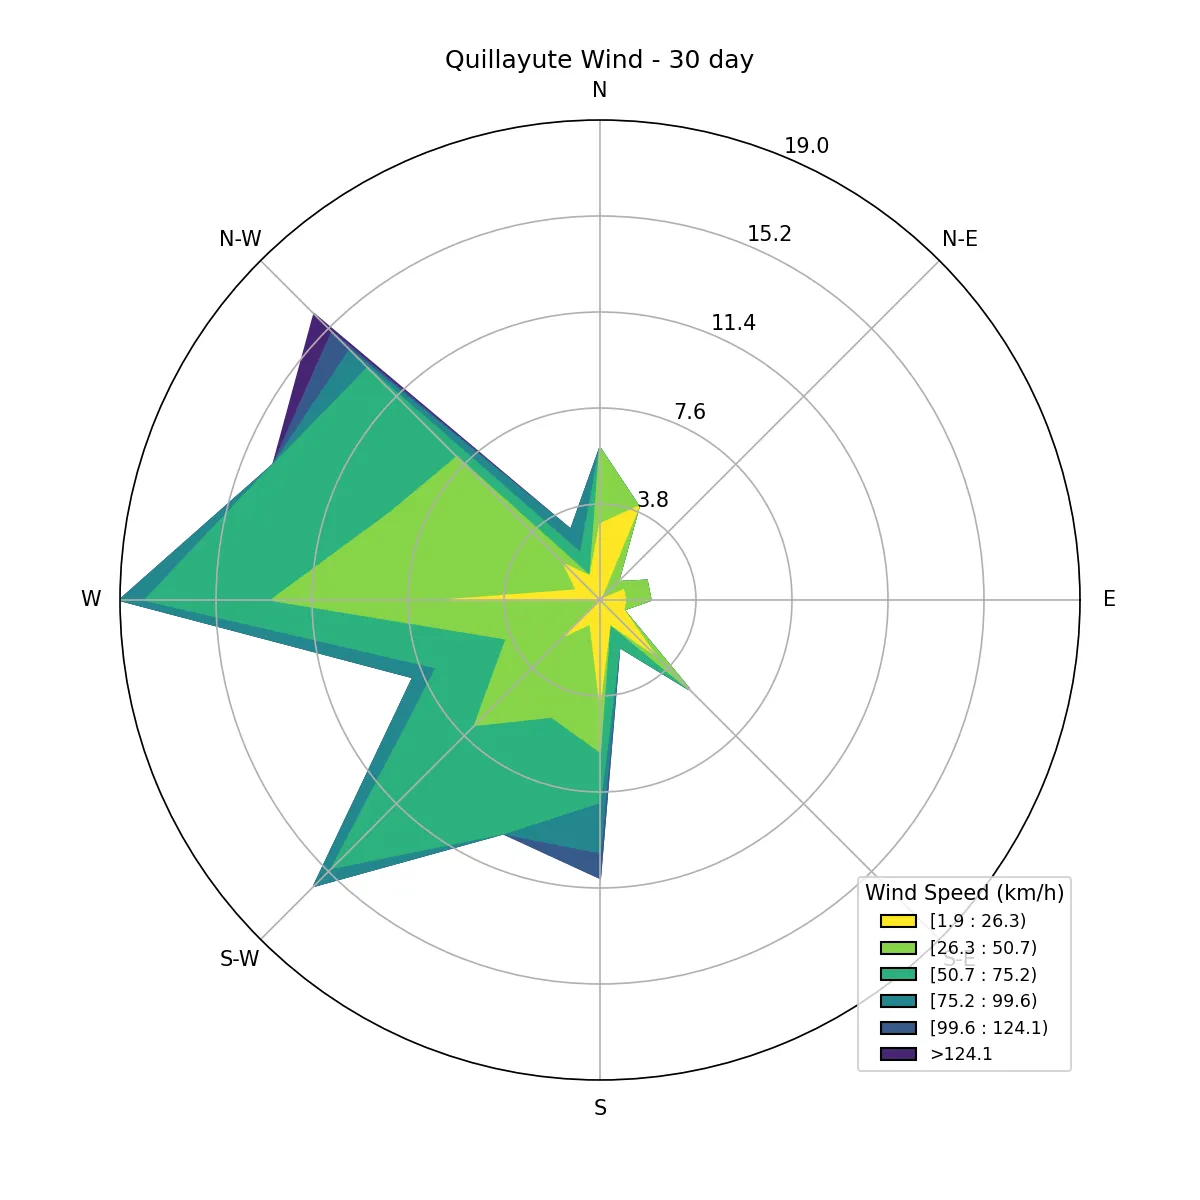 Quillayute Wind - 30 day
N
19.0
15.2
N-W
N-E
11.4
7.6
3.8
W
E
Wind Speed (km/h)
[1.9 : 26.3)
[26.3 : 50.7)
S-W
S-E
[50.7 : 75.2)
[75.2 : 99.6)
[99.6 : 124.1)
>124.1
S